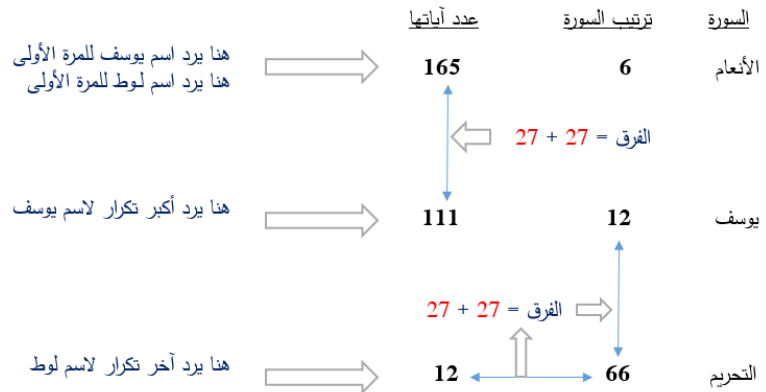 السورة ترتيب السورة عدد آياتها
الأنعام 6 165 هنا يرد اسم يوسف للمرة الأولى
هنا يرد اسم لوط للمرة الأولى
الفرق = 27 + 27
يوسف 12 111 هنا يرد أكبر تكرار لاسم يوسف
الفرق = 27 + 27
التحريم 66 12 هنا يرد آخر تكرار لاسم لوط